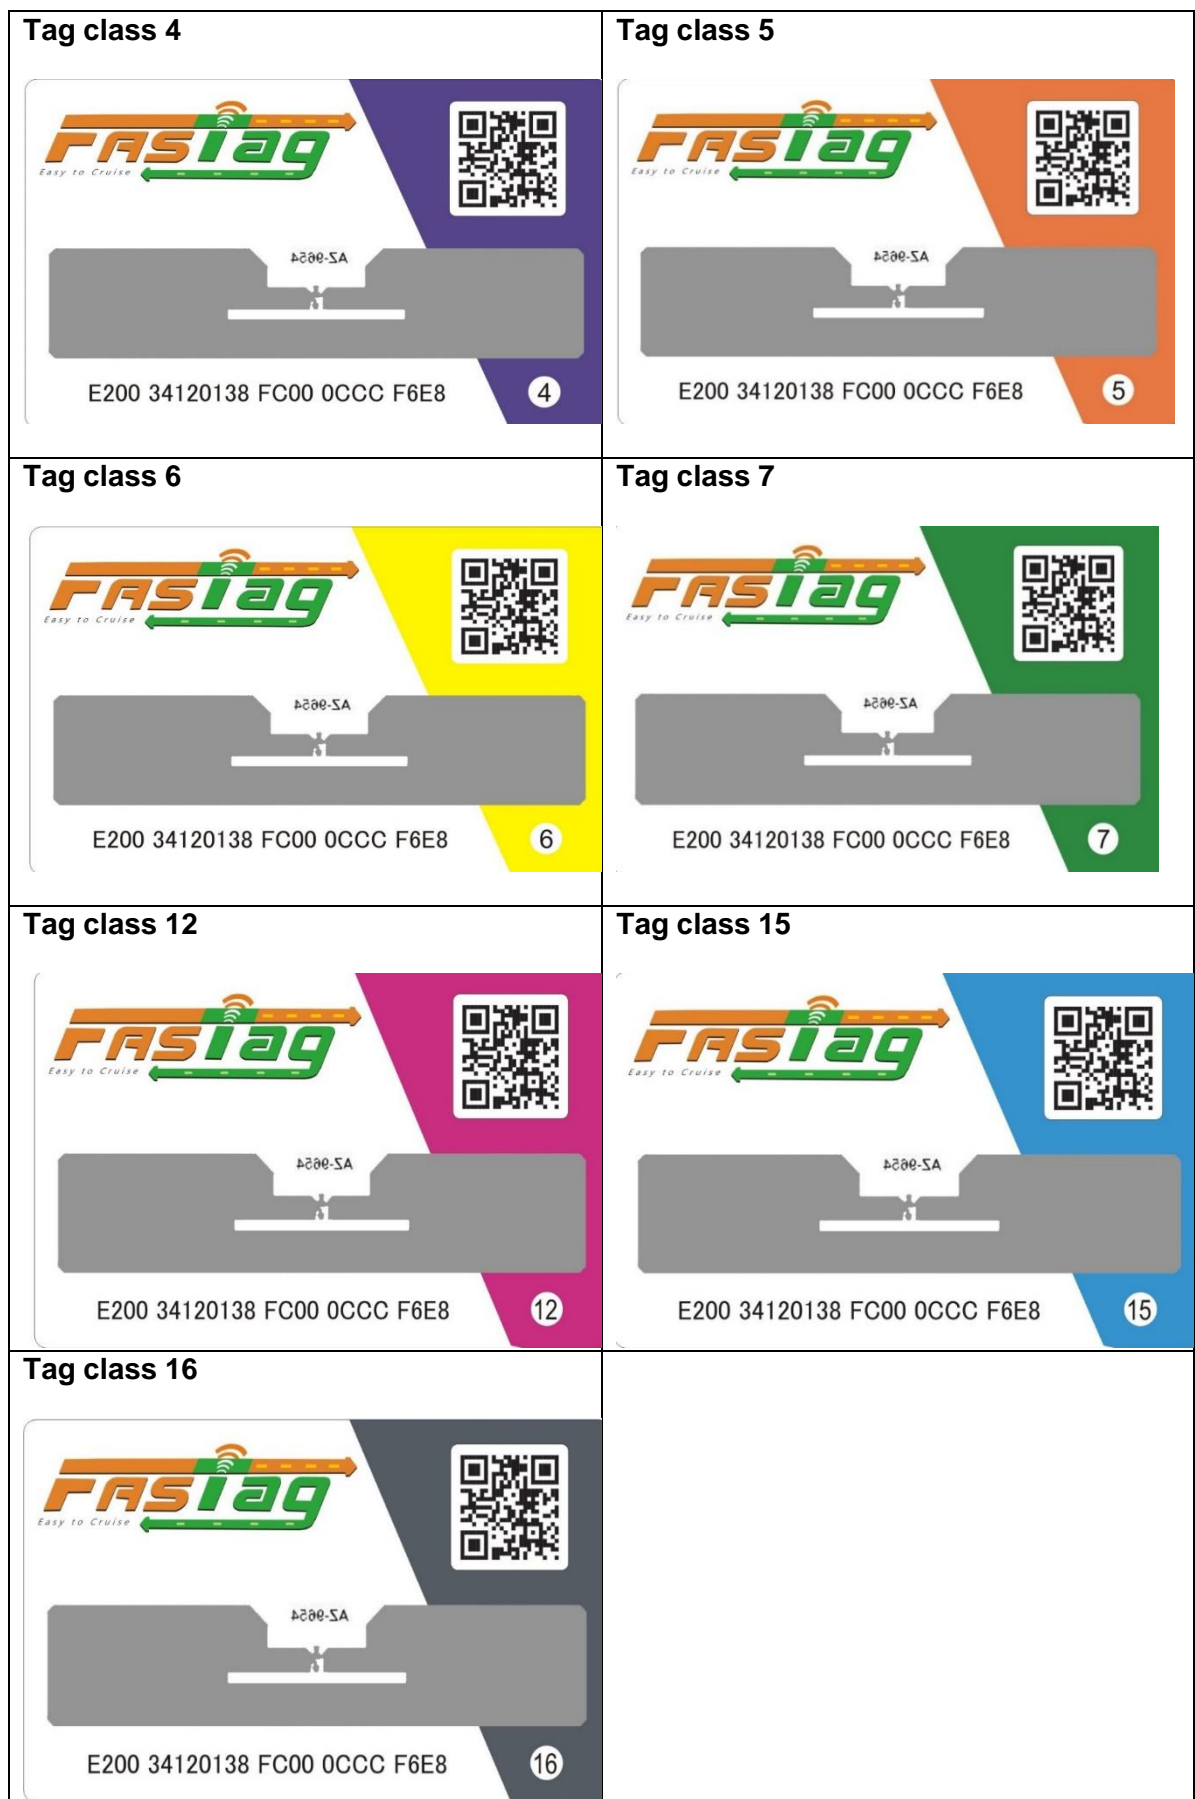 Tag class 4
FASTag
Easy to Cruise
AZ-9654
E200 34120138 FC00 0CCC F6E8
4
Tag class 5
FASTag
Easy to Cruise
AZ-9654
E200 34120138 FC00 0CCC F6E8
5
Tag class 6
FASTag
Easy to Cruise
AZ-9654
E200 34120138 FC00 0CCC F6E8
6
Tag class 7
FASTag
Easy to Cruise
AZ-9654
E200 34120138 FC00 0CCC F6E8
7
Tag class 12
FASTag
Easy to Cruise
AZ-9654
E200 34120138 FC00 0CCC F6E8
12
Tag class 15
FASTag
Easy to Cruise
AZ-9654
E200 34120138 FC00 0CCC F6E8
15
Tag class 16
FASTag
Easy to Cruise
AZ-9654
E200 34120138 FC00 0CCC F6E8
16